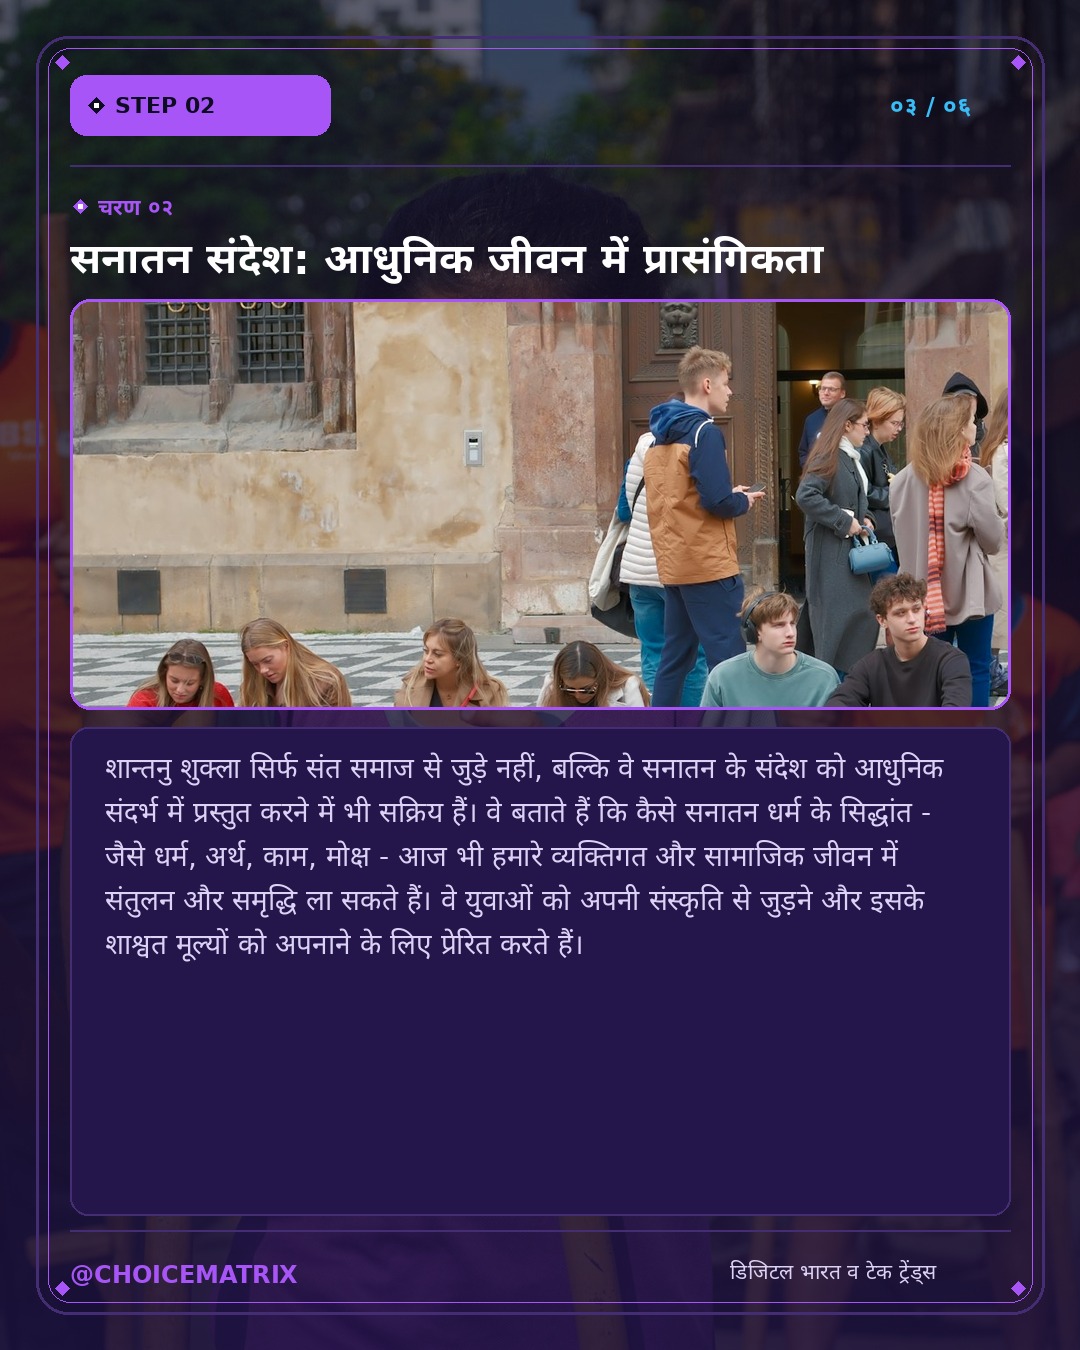 STEP 02
०३ / ०६
चरण ०२
सनातन संदेश: आधुनिक जीवन में प्रासंगिकता
शान्तनु शुक्ला सिर्फ संत समाज से जुड़े नहीं, बल्कि वे सनातन के संदेश को आधुनिक
संदर्भ में प्रस्तुत करने में भी सक्रिय हैं। वे बताते हैं कि कैसे सनातन धर्म के सिद्धांत -
जैसे धर्म, अर्थ, काम, मोक्ष - आज भी हमारे व्यक्तिगत और सामाजिक जीवन में
संतुलन और समृद्धि ला सकते हैं। वे युवाओं को अपनी संस्कृति से जुड़ने और इसके
शाश्वत मूल्यों को अपनाने के लिए प्रेरित करते हैं।
@CHOICEMATRIX
डिजिटल भारत व टेक ट्रेंड्स